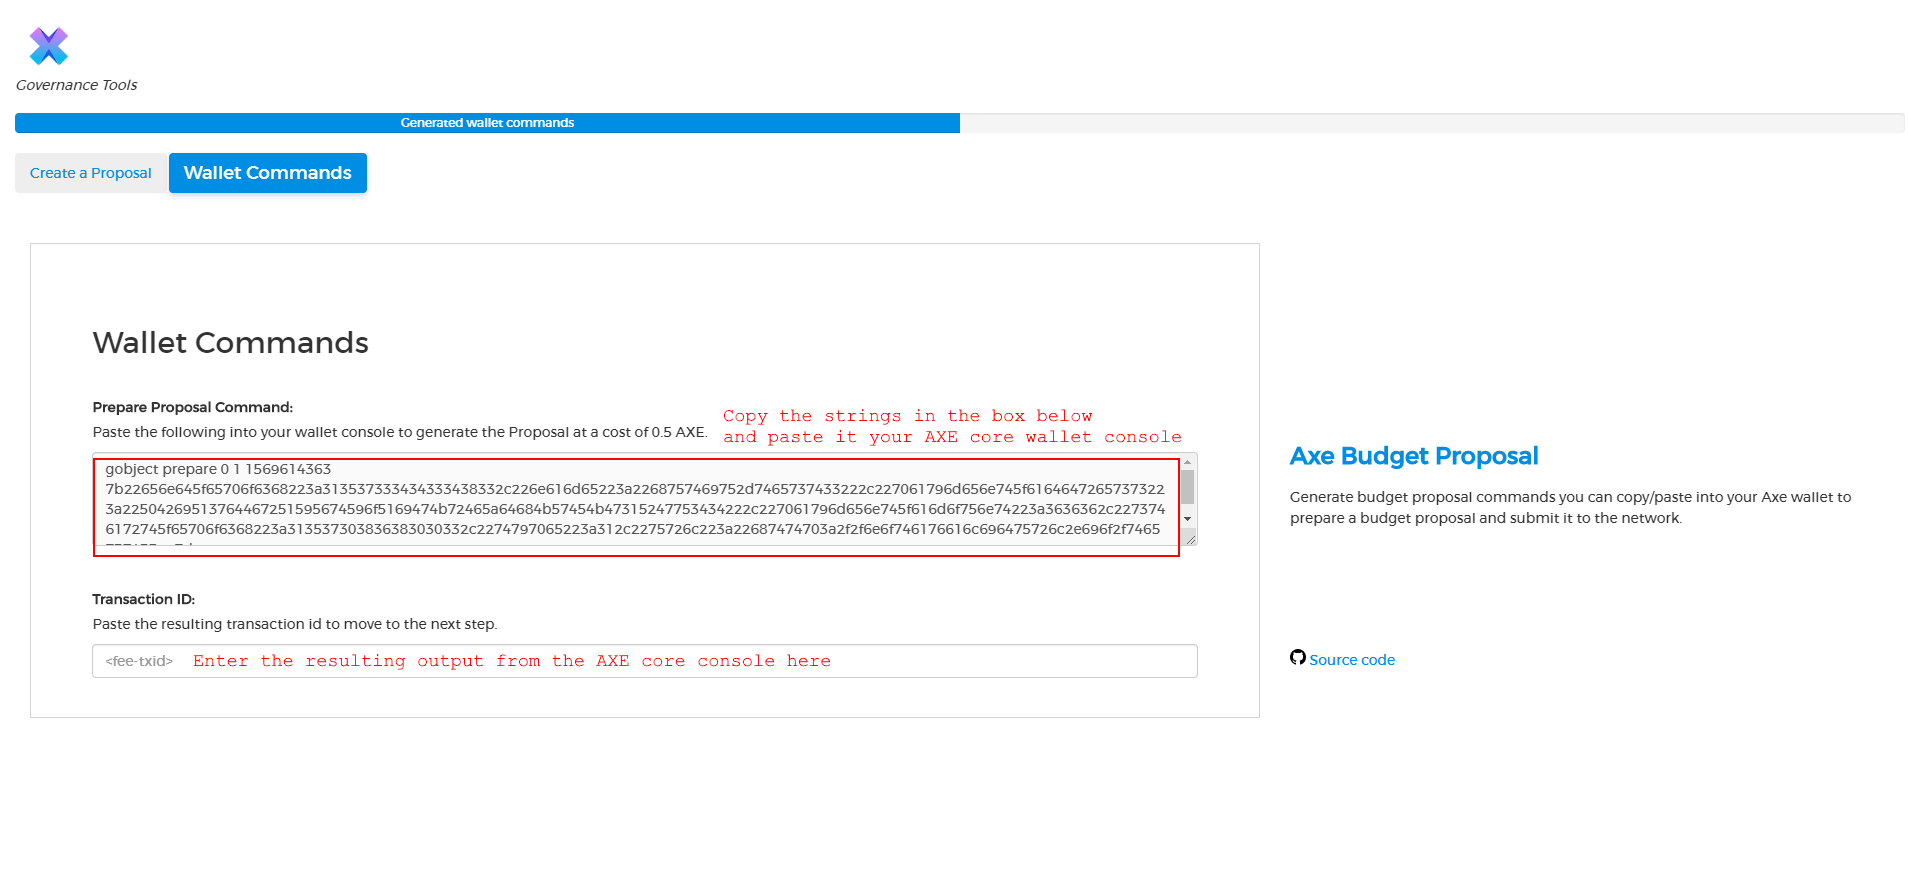 Governance Tools
Generated wallet commands
Create a Proposal
Wallet Commands
Wallet Commands
Prepare Proposal Command:
Paste the following into your wallet console to generate the Proposal at a cost of 0.5 AXE.
Copy the strings in the box below
and paste it your AXE core wallet console
gobject prepare 0 1 1569614363
7b22656e645f65706f6368223a313537333434333438332c226e616d65223a2268757469752d7465737433222c227061796d656e745f616464726573732​2
3a22504269513764467251595674596f5169474b72465a64684b57454b47315247753434222c227061796d656e745f616d6f756e74223a3636362c227374
6172745f65706f6368223a313537303836383030332c2274797065223a312c2275726c223a22687474703a2f2f6e6f746176616c696475726c2e696f2f7465
Transaction ID:
Paste the resulting transaction id to move to the next step.
<fee-txid>
Enter the resulting output from the AXE core console here
Axe Budget Proposal
Generate budget proposal commands you can copy/paste into your Axe wallet to
prepare a budget proposal and submit it to the network.
Source code